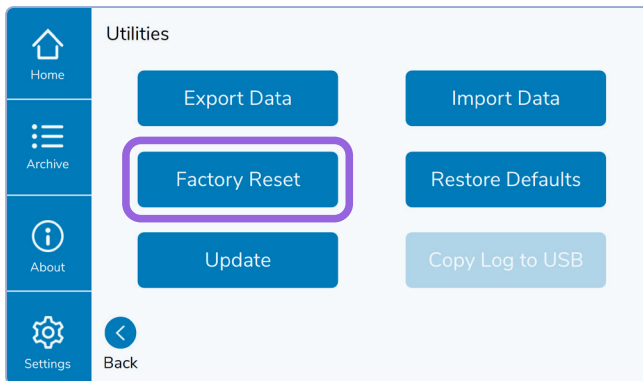 Utilities
Home
Export Data
Import Data
Archive
Factory Reset
Restore Defaults
About
Update
Copy Log to USB
Settings
Back